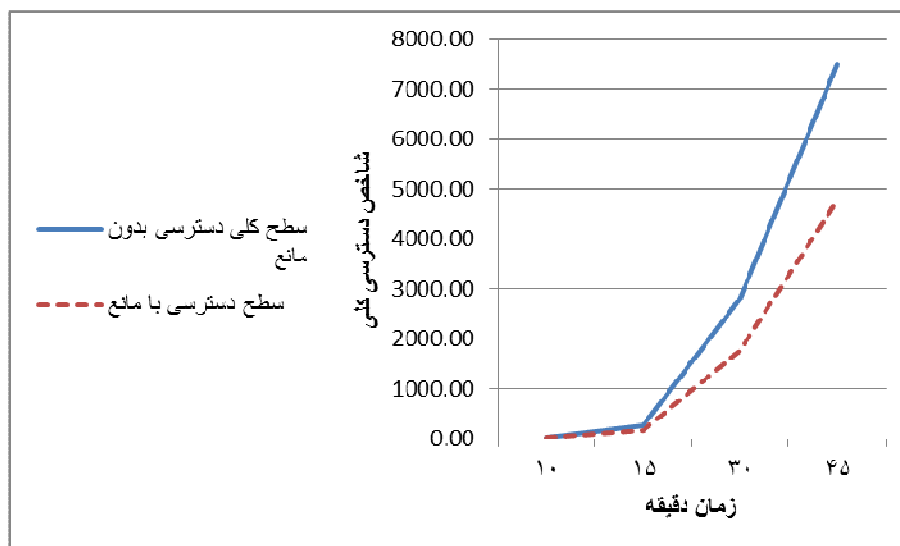 8000.00
7000.00
6000.00
5000.00
4000.00
3000.00
2000.00
1000.00
0.00
شاخص دسترسی کلی
۱۰ ۱۵ ۳۰ ۴۵
زمان دقیقه
سطح کلی دسترسی بدون
مانع
سطح دسترسی با مانع